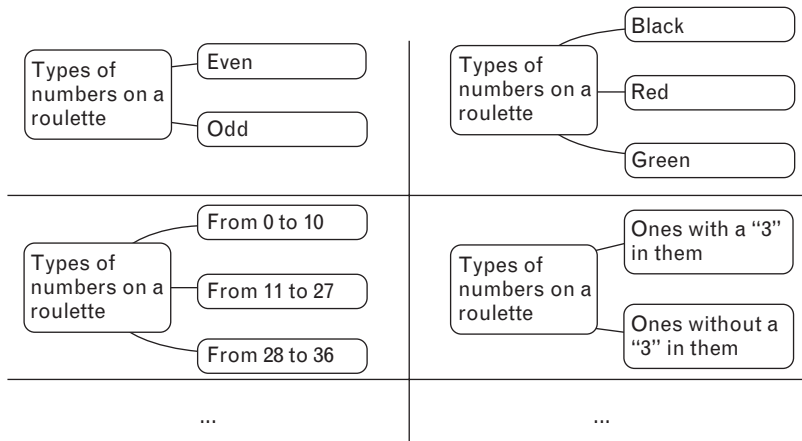 Types of
numbers on a
roulette
Even
Odd
Types of
numbers on a
roulette
Black
Red
Green
Types of
numbers on a
roulette
From 0 to 10
From 11 to 27
From 28 to 36
Types of
numbers on a
roulette
Ones with a “3”
in them
Ones without a
“3” in them
...
...